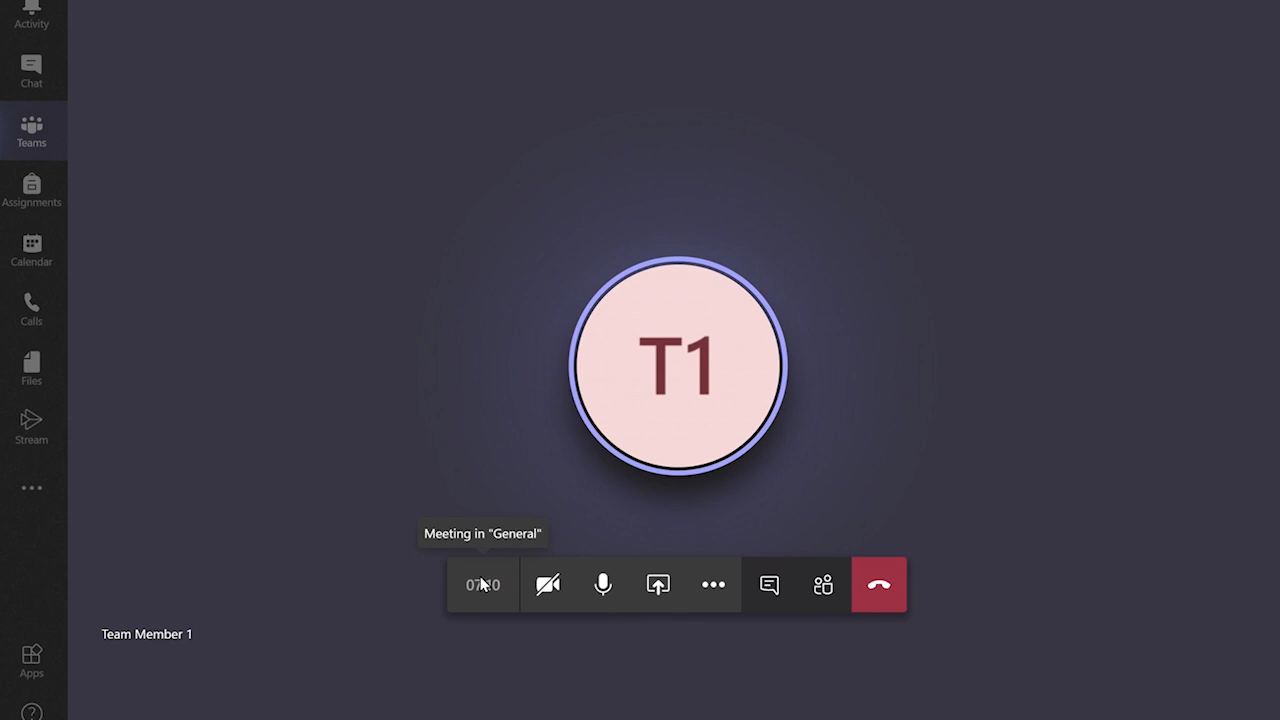 Activity
Chat
Teams
Assignments
Calendar
Calls
Files
Stream
Apps
T1
Meeting in "General"
Team Member 1